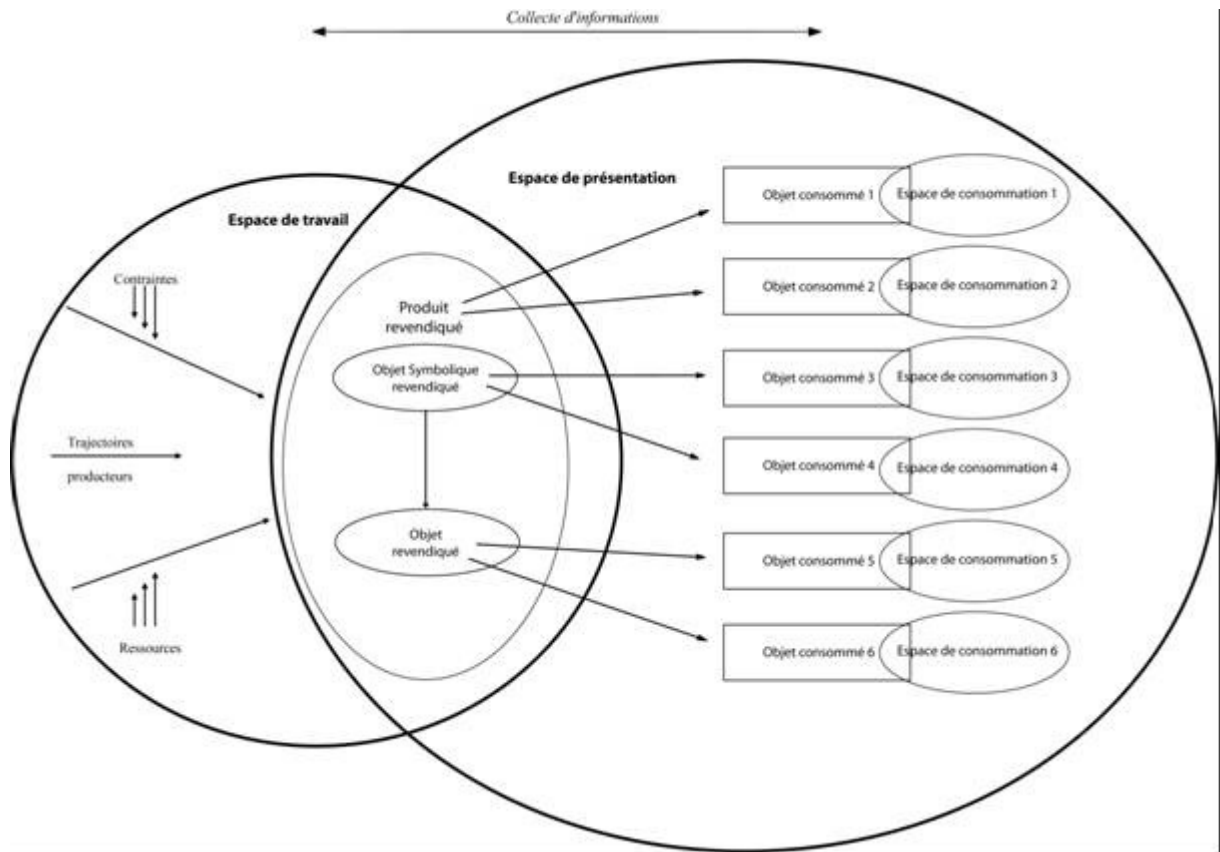 Collecte d'informations
Espace de présentation
Espace de travail
Contraintes
Trajectoires
producteurs
Ressources
Produit
revendiqué
Objet Symbolique
revendiqué
Objet
revendiqué
Objet consommé 1
Espace de consommation 1
Objet consommé 2
Espace de consommation 2
Objet consommé 3
Espace de consommation 3
Objet consommé 4
Espace de consommation 4
Objet consommé 5
Espace de consommation 5
Objet consommé 6
Espace de consommation 6